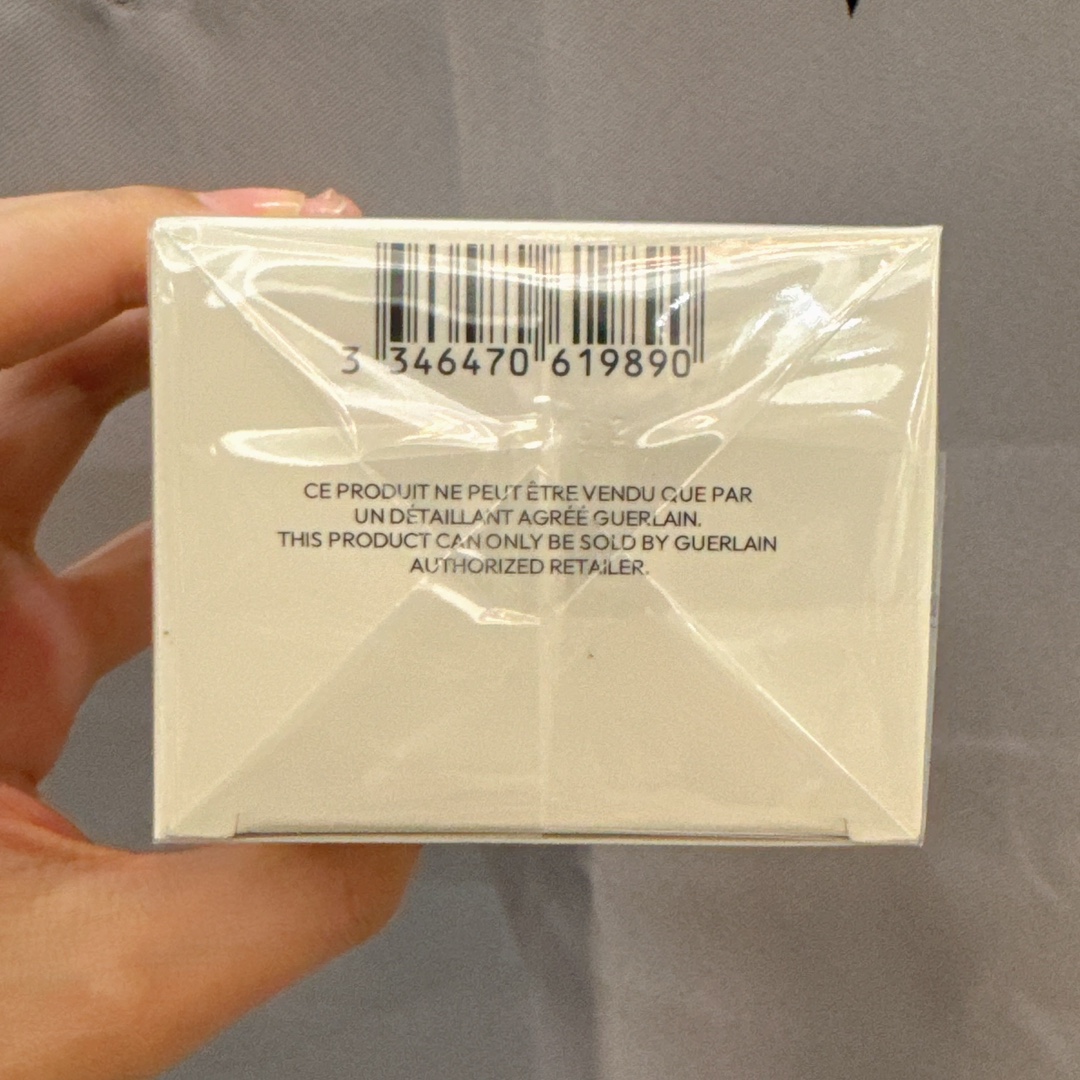 3 346470 619890
CE PRODUIT NE PEUT ÊTRE VENDU QUE PAR
UN DÉTAILLANT AGRÉÉ GUERLAIN.
THIS PRODUCT CAN ONLY BE SOLD BY GUERLAIN
AUTHORIZED RETAILER.